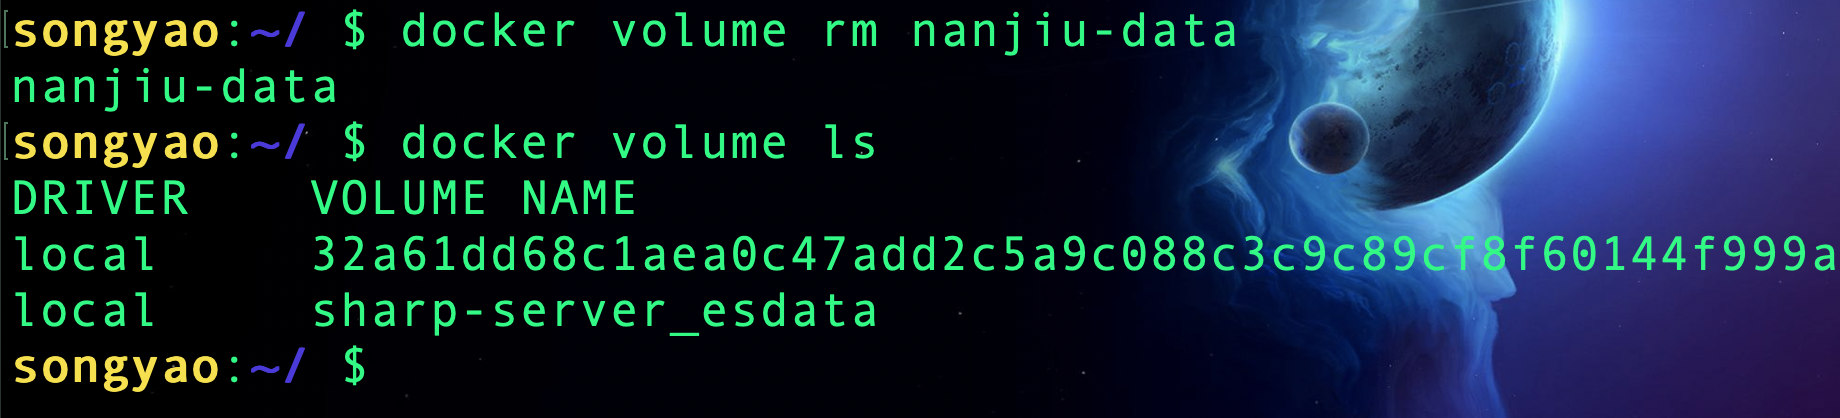 songyao:~/ $ docker volume rm nanjiu-data
nanjiu-data
songyao:~/ $ docker volume ls
DRIVER    VOLUME NAME
local     32a61dd68c1aea0c47add2c5a9c088c3c9c89cf8f60144f999a
local     sharp-server_esdata
songyao:~/ $